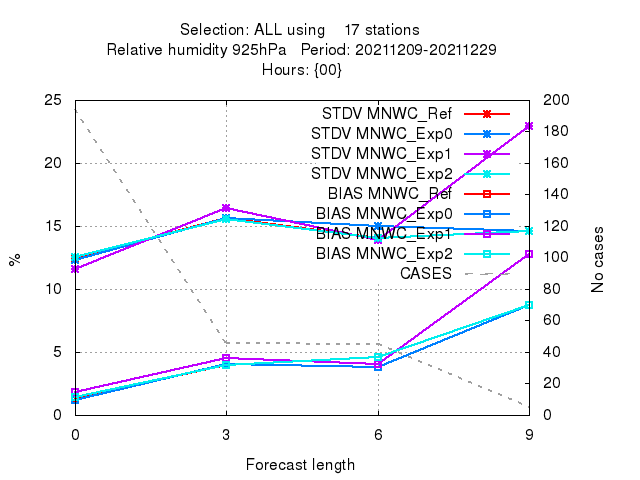 Selection: ALL using    17 stations
Relative humidity 925hPa   Period: 20211209-20211229
Hours: {00}
STDV MNWC_Ref
STDV MNWC_Exp0
STDV MNWC_Exp1
STDV MNWC_Exp2
BIAS MNWC_Ref
BIAS MNWC_Exp0
BIAS MNWC_Exp1
BIAS MNWC_Exp2
CASES
25
20
15
10
5
0
%
200
180
160
140
120
100
80
60
40
20
0
No cases
0
3
6
9
Forecast length